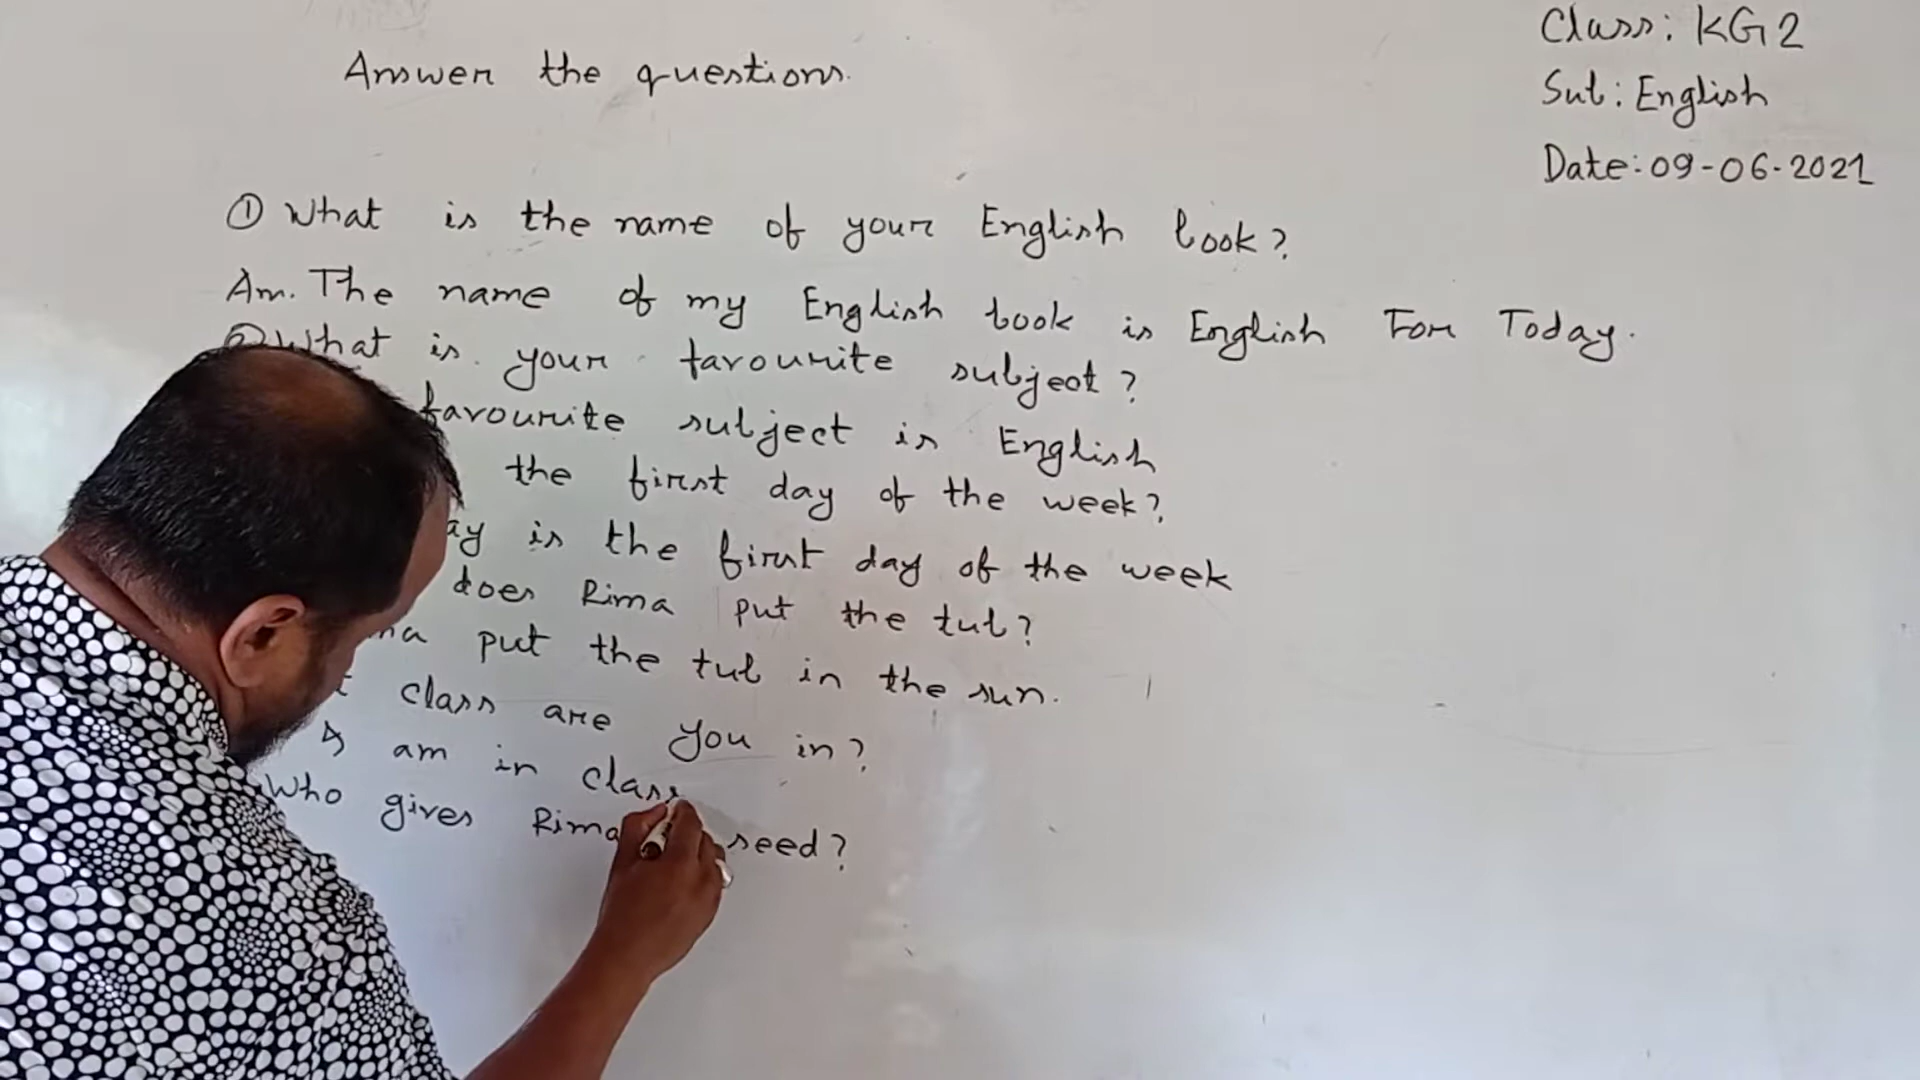 Class: KG2
Sub: English
Date: 09-06-2021
Answer the questions.
① What is the name of your English book?
Ans. The name of my English book is English For Today.
② What is your favourite subject?
favourite subject is English
the first day of the week?
ay is the first day of the week
does Rima put the tub?
ma put the tub in the sun.
class are you in?
I am in class
Who gives Rima seed?